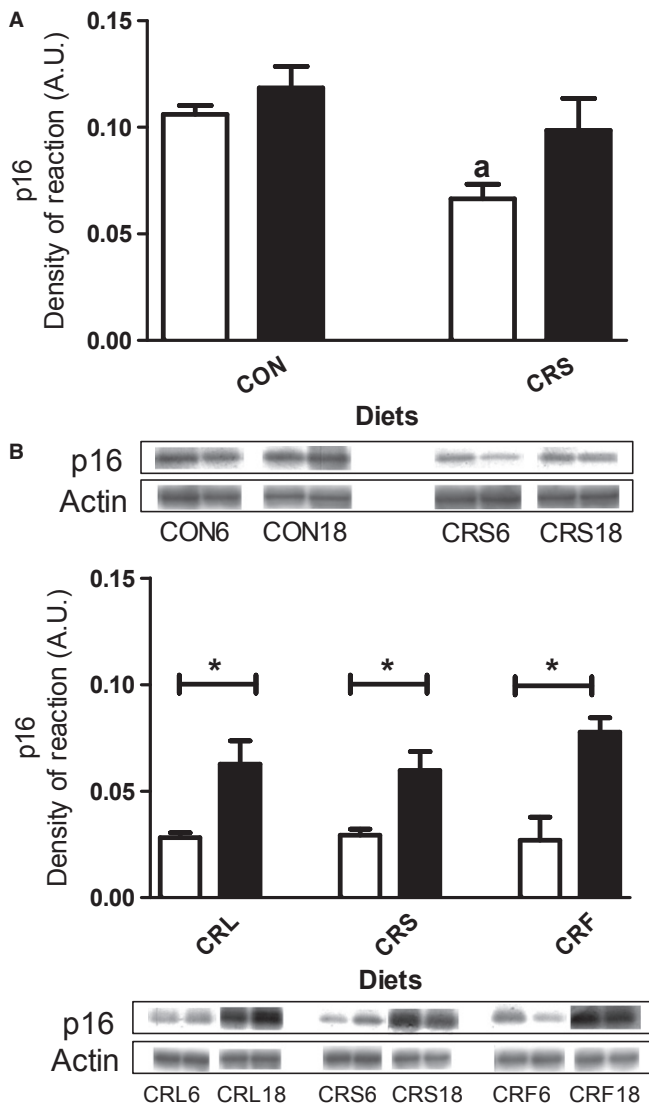 A
p16
Density of reaction (A.U.)
0.15
0.10
0.05
0.00
a
CON
CRS
Diets
B
p16
Actin
CON6 CON18 CRS6 CRS18
p16
Density of reaction (A.U.)
0.15
0.10
0.05
0.00
* * *
CRL
CRS
CRF
Diets
p16
Actin
CRL6 CRL18 CRS6 CRS18 CRF6 CRF18